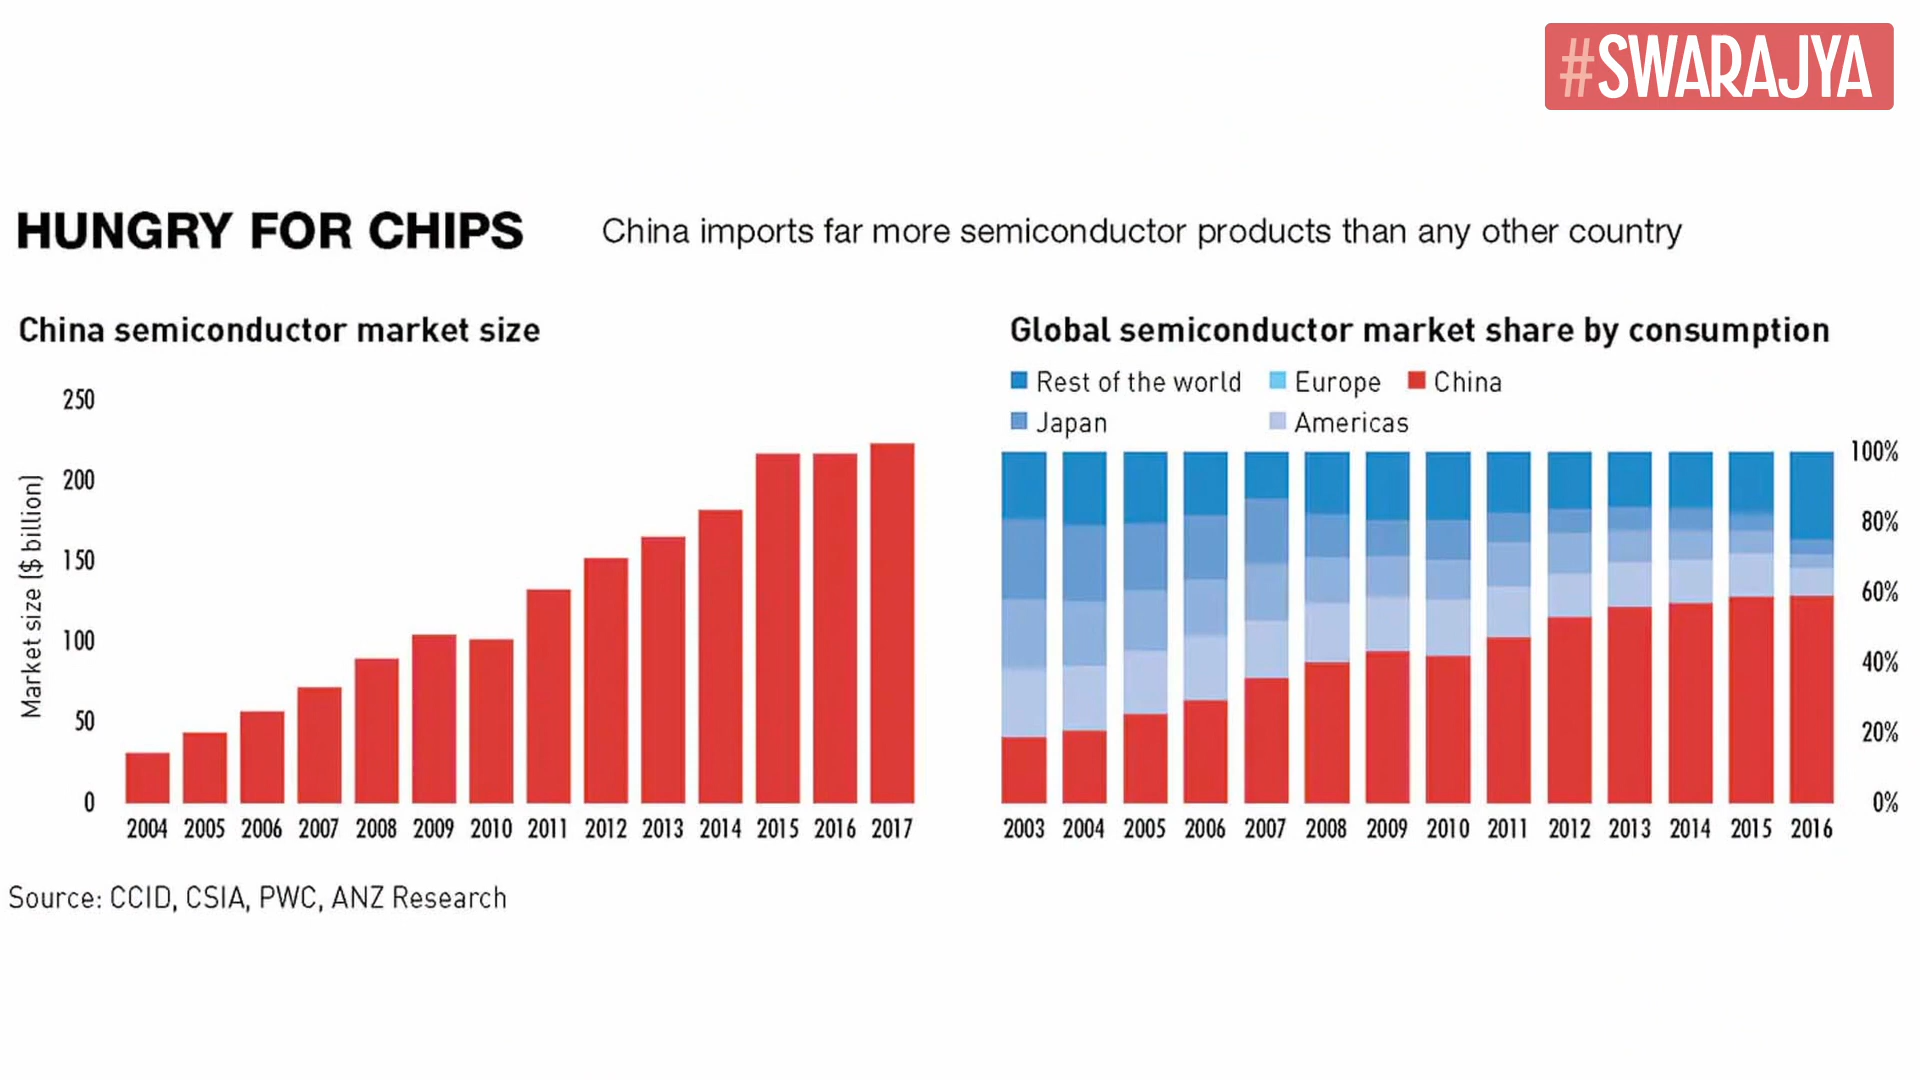 #SWARAJYA
HUNGRY FOR CHIPS
China imports far more semiconductor products than any other country
China semiconductor market size
Market size ($ billion)
250
200
150
100
50
0
2004 2005 2006 2007 2008 2009 2010 2011 2012 2013 2014 2015 2016 2017
Global semiconductor market share by consumption
Rest of the world Europe China
Japan Americas
100%
80%
60%
40%
20%
0%
2003 2004 2005 2006 2007 2008 2009 2010 2011 2012 2013 2014 2015 2016
Source: CCID, CSIA, PWC, ANZ Research